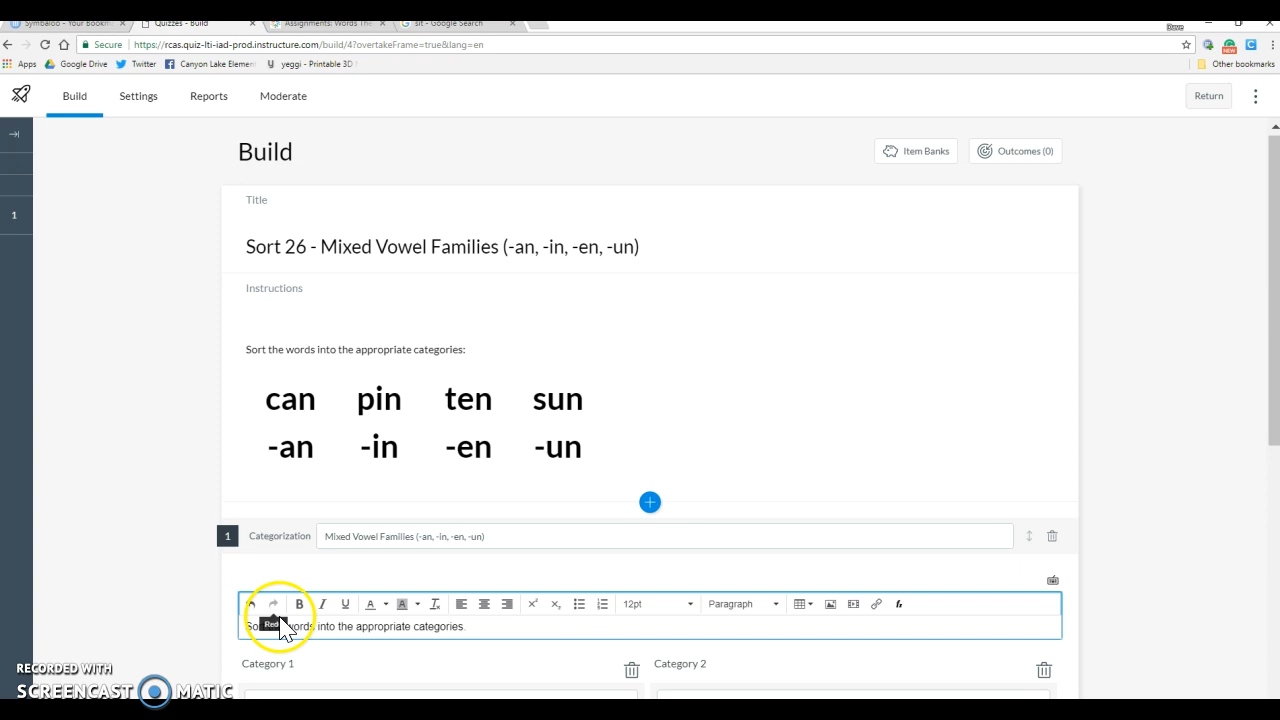 Symbaloo - Your Bookm
Quizzes - Build
Assignments: Words The
sit - Google Search
Dave
Secure
https://rcas.quiz-lti-iad-prod.instructure.com/build/4?overtakeFrame=true&lang=en
NEW
Apps
Google Drive
Twitter
Canyon Lake Elemen
yeggi - Printable 3D
Other bookmarks
Build
Settings
Reports
Moderate
Return
1
Build
Item Banks
Outcomes (0)
Title
Sort 26 - Mixed Vowel Families (-an, -in, -en, -un)
Instructions
Sort the words into the appropriate categories:
can pin ten sun
-an -in -en -un
1
Categorization
Mixed Vowel Families (-an, -in, -en, -un)
B I U A A 12pt Paragraph
Red
words into the appropriate categories.
Category 1
Category 2
RECORDED WITH
SCREENCAST MATIC